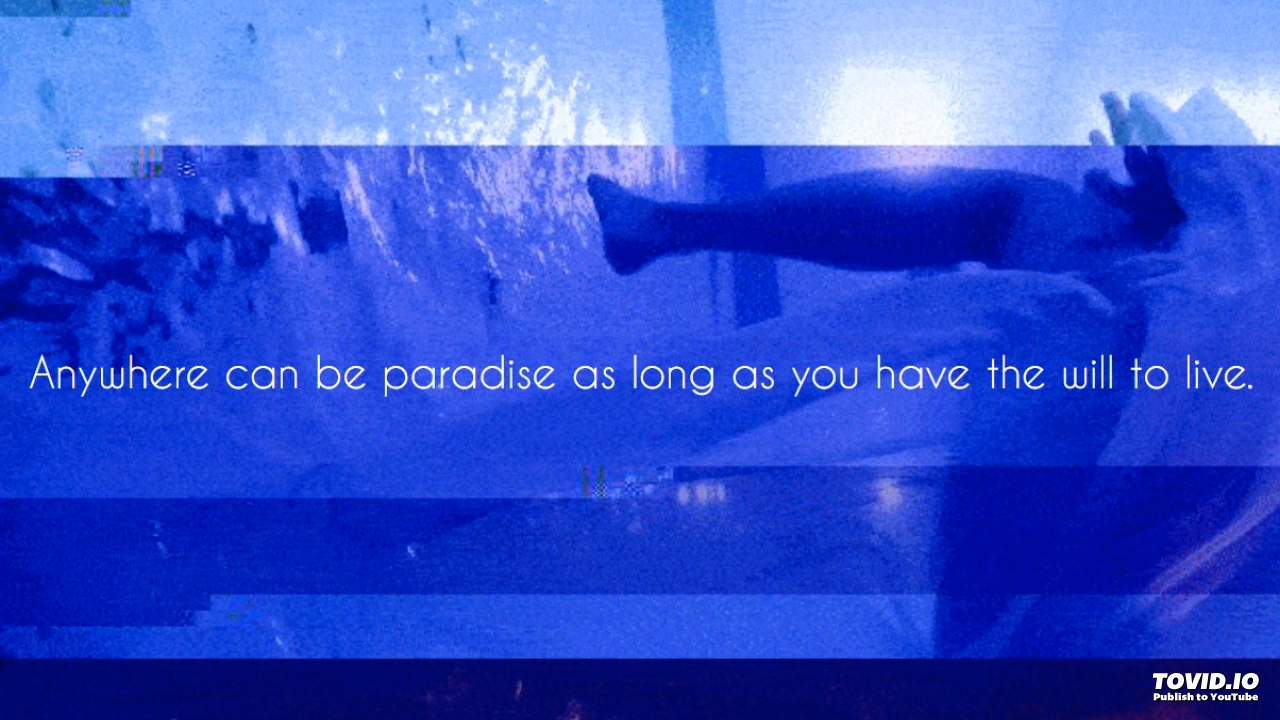 Anywhere can be paradise as long as you have the will to live.
TOVID.IO
Publish to YouTube